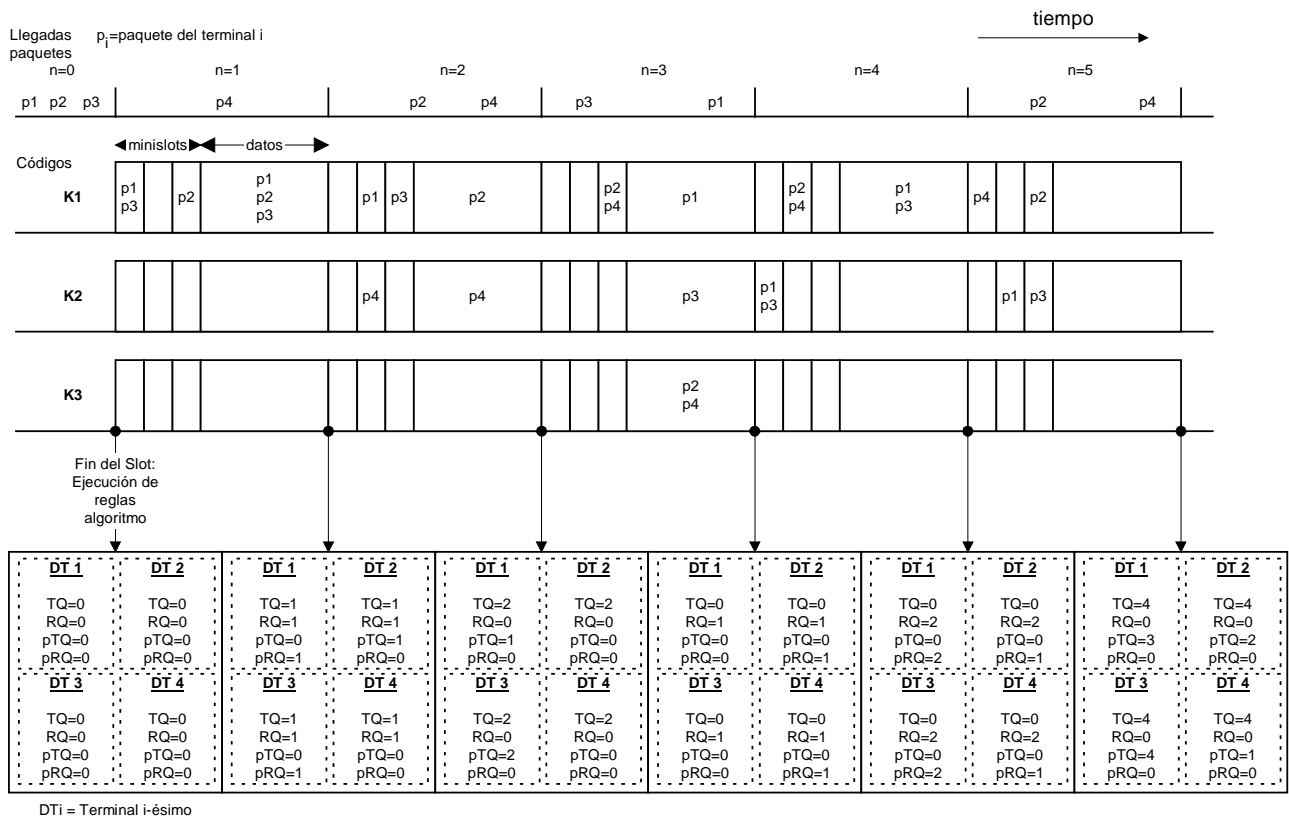 tiempo
Llegadas paquetes
pi=paquete del terminal i
n=0 n=1 n=2 n=3 n=4 n=5
p1 p2 p3 p4 p2 p4 p3 p1 p2 p4
minislots datos
Códigos
K1
p1 p3
p2
p1 p2 p3
p1
p3
p2
p2 p4
p1
p2 p4
p1 p3
p4
p2
K2
p4
p4
p3
p1 p3
p1
p3
K3
p2 p4
Fin del Slot:
Ejecución de
reglas
algoritmo
DT 1 DT 2 DT 1 DT 2 DT 1 DT 2 DT 1 DT 2 DT 1 DT 2 DT 1 DT 2
TQ=0 TQ=0 TQ=1 TQ=1 TQ=2 TQ=2 TQ=0 TQ=0 TQ=0 TQ=0 TQ=4 TQ=4
RQ=0 RQ=0 RQ=1 RQ=1 RQ=0 RQ=0 RQ=1 RQ=1 RQ=2 RQ=2 RQ=0 RQ=0
pTQ=0 pTQ=0 pTQ=0 pTQ=1 pTQ=1 pTQ=0 pTQ=0 pTQ=0 pTQ=0 pTQ=0 pTQ=3 pTQ=2
pRQ=0 pRQ=0 pRQ=1 pRQ=0 pRQ=0 pRQ=0 pRQ=0 pRQ=1 pRQ=2 pRQ=1 pRQ=0 pRQ=0
DT 3 DT 4 DT 3 DT 4 DT 3 DT 4 DT 3 DT 4 DT 3 DT 4 DT 3 DT 4
TQ=0 TQ=0 TQ=1 TQ=1 TQ=2 TQ=2 TQ=0 TQ=0 TQ=0 TQ=0 TQ=4 TQ=4
RQ=0 RQ=0 RQ=1 RQ=1 RQ=0 RQ=0 RQ=1 RQ=1 RQ=2 RQ=2 RQ=0 RQ=0
pTQ=0 pTQ=0 pTQ=0 pTQ=0 pTQ=2 pTQ=0 pTQ=0 pTQ=0 pTQ=0 pTQ=0 pTQ=4 pTQ=1
pRQ=0 pRQ=0 pRQ=1 pRQ=0 pRQ=0 pRQ=0 pRQ=0 pRQ=1 pRQ=2 pRQ=1 pRQ=0 pRQ=0
DTi = Terminal i-ésimo